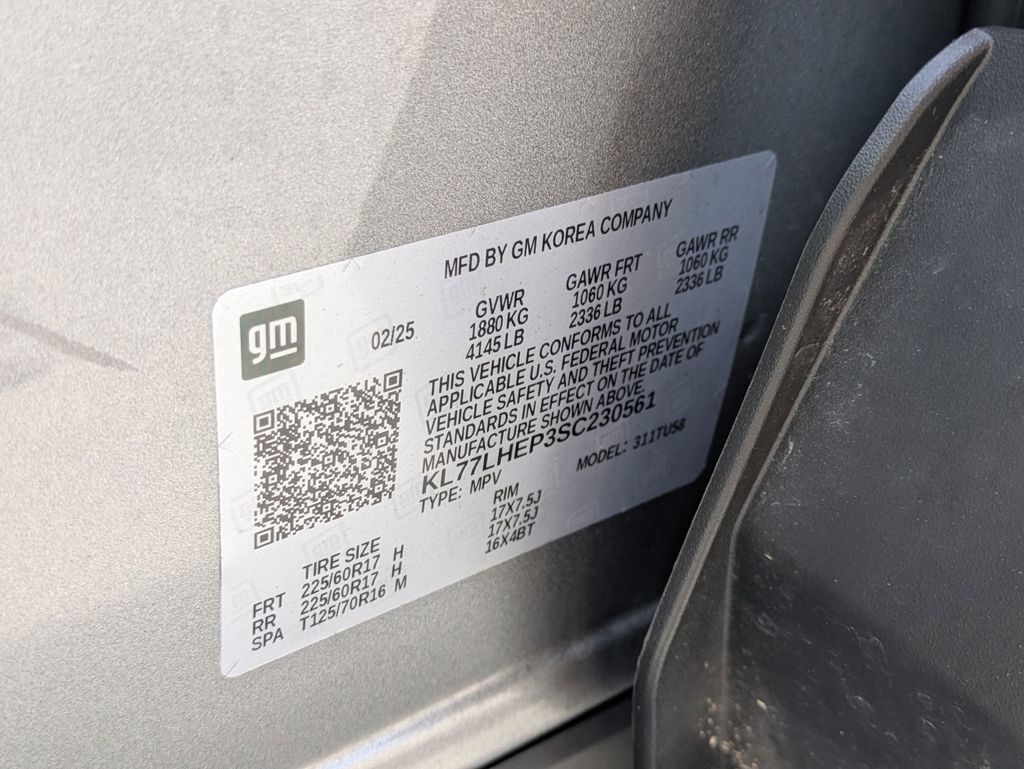 MFD BY GM KOREA COMPANY
gm
02/25
GVWR GAWR FRT GAWR RR
1880 KG 1060 KG 1060 KG
4145 LB 2336 LB 2336 LB
THIS VEHICLE CONFORMS TO ALL
APPLICABLE U.S. FEDERAL MOTOR
VEHICLE SAFETY AND THEFT PREVENTION
STANDARDS IN EFFECT ON THE DATE OF
MANUFACTURE SHOWN ABOVE.
KL77LHEP3SC230561
TYPE: MPV MODEL: 311TU58
TIRE SIZE RIM
FRT 225/60R17 H 17X7.5J
RR 225/60R17 H 17X7.5J
SPA T125/70R16 M 16X4BT